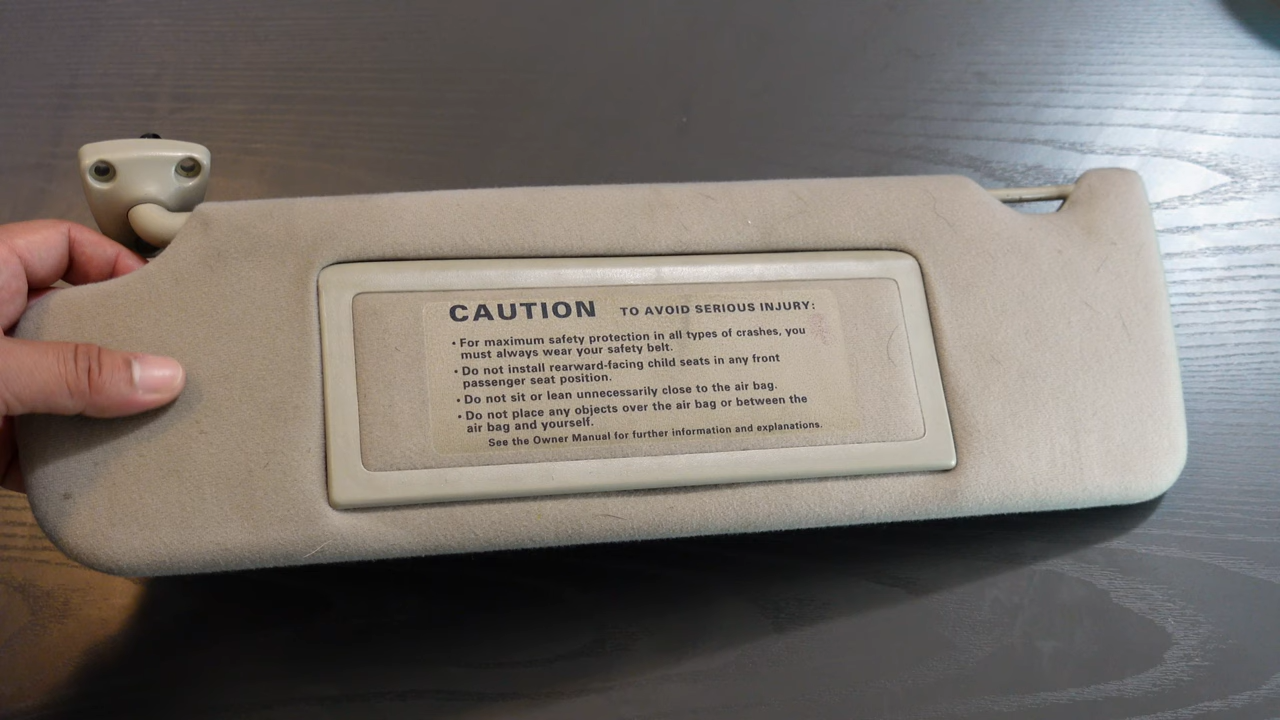 CAUTION TO AVOID SERIOUS INJURY:
• For maximum safety protection in all types of crashes, you
must always wear your safety belt.
• Do not install rearward-facing child seats in any front
passenger seat position.
• Do not sit or lean unnecessarily close to the air bag.
• Do not place any objects over the air bag or between the
air bag and yourself.
See the Owner Manual for further information and explanations.